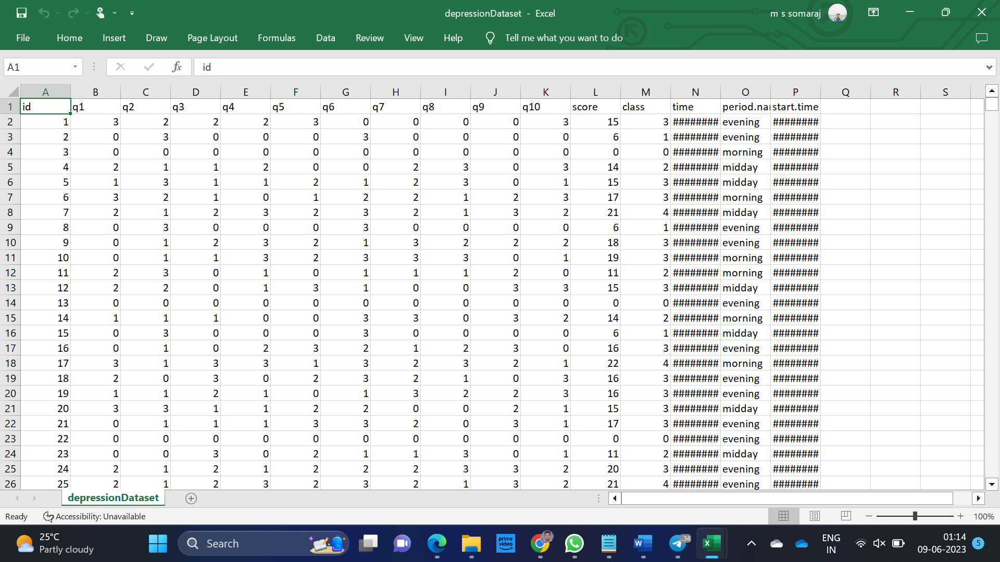 depressionDataset - Excel
m s somaraj
File Home Insert Draw Page Layout Formulas Data Review View Help Tell me what you want to do
A1 fx id
A B C D E F G H I J K L M N O P Q R S
1 id q1 q2 q3 q4 q5 q6 q7 q8 q9 q10 score class time period.nar start.time
2 1 3 2 2 2 3 0 0 0 0 3 15 3 ######## evening ########
3 2 0 3 0 0 0 3 0 0 0 0 6 1 ######## evening ########
4 3 0 0 0 0 0 0 0 0 0 0 0 0 ######## morning ########
5 4 2 1 1 2 0 0 2 3 0 3 14 2 ######## midday ########
6 5 1 3 1 1 2 1 2 3 0 1 15 3 ######## midday ########
7 6 3 2 1 0 1 2 2 1 2 3 17 3 ######## morning ########
8 7 2 1 2 3 2 3 2 1 3 2 21 4 ######## midday ########
9 8 0 3 0 0 0 3 0 0 0 0 6 1 ######## evening ########
10 9 0 1 2 3 2 1 3 2 2 2 18 3 ######## evening ########
11 10 0 1 1 3 2 3 3 3 0 1 19 3 ######## morning ########
12 11 2 3 0 1 0 1 1 1 2 0 11 2 ######## morning ########
13 12 2 2 0 1 3 1 0 0 3 3 15 3 ######## midday ########
14 13 0 0 0 0 0 0 0 0 0 0 0 0 ######## evening ########
15 14 1 1 1 0 0 3 3 0 3 2 14 2 ######## morning ########
16 15 0 3 0 0 0 3 0 0 0 0 6 1 ######## midday ########
17 16 0 1 0 2 3 2 1 2 3 0 16 3 ######## evening ########
18 17 3 1 3 3 1 3 2 3 2 1 22 4 ######## morning ########
19 18 2 0 3 0 2 3 2 1 0 3 16 3 ######## evening ########
20 19 1 1 2 1 0 1 3 2 2 3 16 3 ######## evening ########
21 20 3 3 1 1 2 2 0 0 2 1 15 3 ######## midday ########
22 21 0 1 1 1 3 3 2 0 3 1 17 3 ######## evening ########
23 22 0 0 0 0 0 0 0 0 0 0 0 0 ######## evening ########
24 23 0 0 3 0 2 1 1 3 0 1 11 2 ######## midday ########
25 24 2 1 2 1 2 2 2 3 3 2 20 3 ######## evening ########
26 25 2 1 2 3 2 3 2 1 3 2 21 4 ######## evening ########
depressionDataset
Ready Accessibility: Unavailable 100%
25°C
Partly cloudy
Search
prime
video
34
ENG
IN
01:14
09-06-2023
5